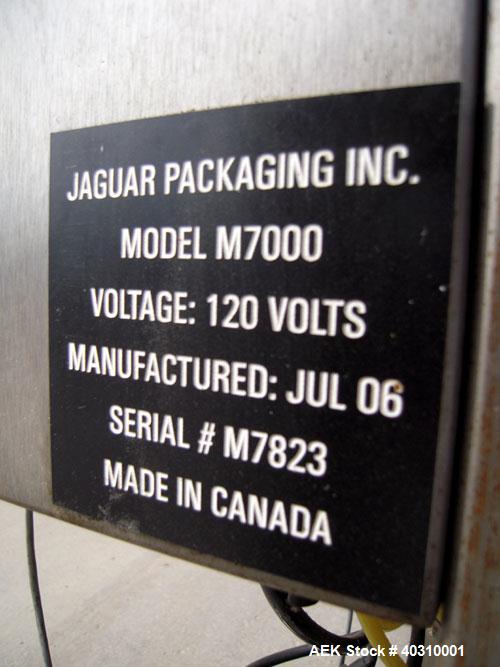 JAGUAR PACKAGING INC.
MODEL M7000
VOLTAGE: 120 VOLTS
MANUFACTURED: JUL 06
SERIAL # M7823
MADE IN CANADA
AEK Stock # 40310001